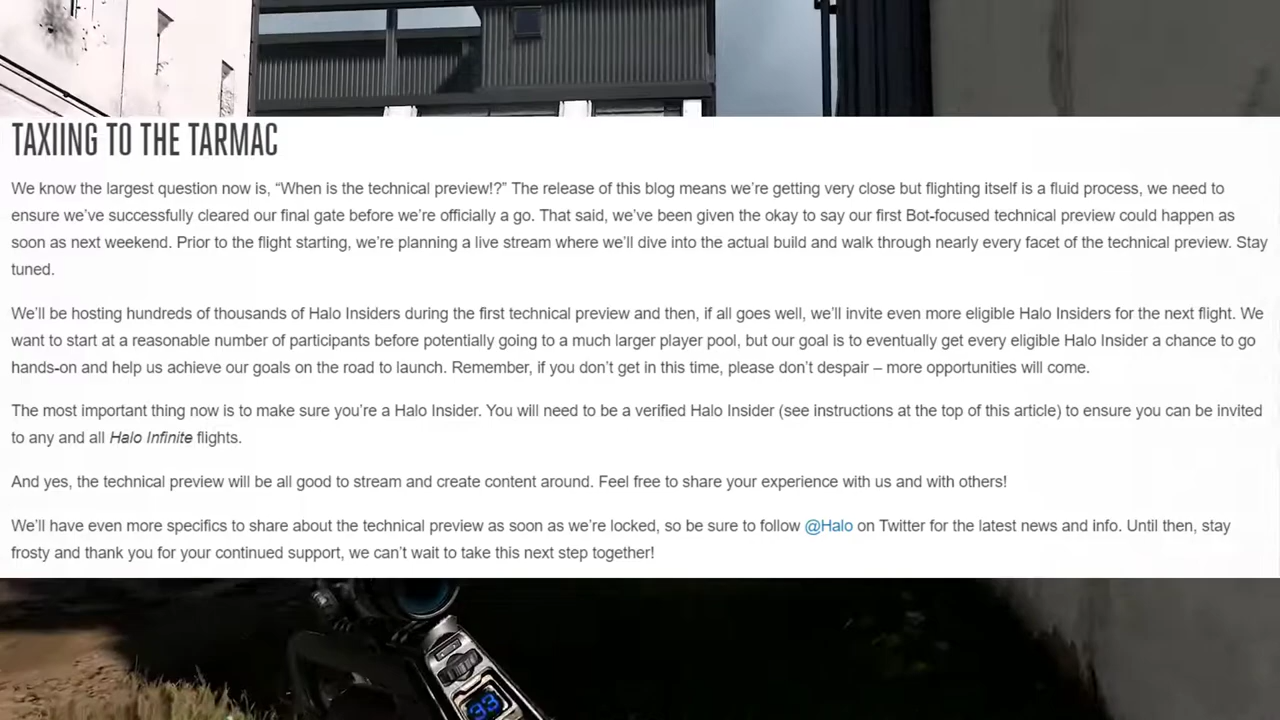 TAXIING TO THE TARMAC
We know the largest question now is, “When is the technical preview!?” The release of this blog means we’re getting very close but flighting itself is a fluid process, we need to
ensure we’ve successfully cleared our final gate before we’re officially a go. That said, we’ve been given the okay to say our first Bot-focused technical preview could happen as
soon as next weekend. Prior to the flight starting, we’re planning a live stream where we’ll dive into the actual build and walk through nearly every facet of the technical preview. Stay
tuned.
We’ll be hosting hundreds of thousands of Halo Insiders during the first technical preview and then, if all goes well, we’ll invite even more eligible Halo Insiders for the next flight. We
want to start at a reasonable number of participants before potentially going to a much larger player pool, but our goal is to eventually get every eligible Halo Insider a chance to go
hands-on and help us achieve our goals on the road to launch. Remember, if you don’t get in this time, please don’t despair – more opportunities will come.
The most important thing now is to make sure you’re a Halo Insider. You will need to be a verified Halo Insider (see instructions at the top of this article) to ensure you can be invited
to any and all Halo Infinite flights.
And yes, the technical preview will be all good to stream and create content around. Feel free to share your experience with us and with others!
We’ll have even more specifics to share about the technical preview as soon as we’re locked, so be sure to follow @Halo on Twitter for the latest news and info. Until then, stay
frosty and thank you for your continued support, we can’t wait to take this next step together!
33